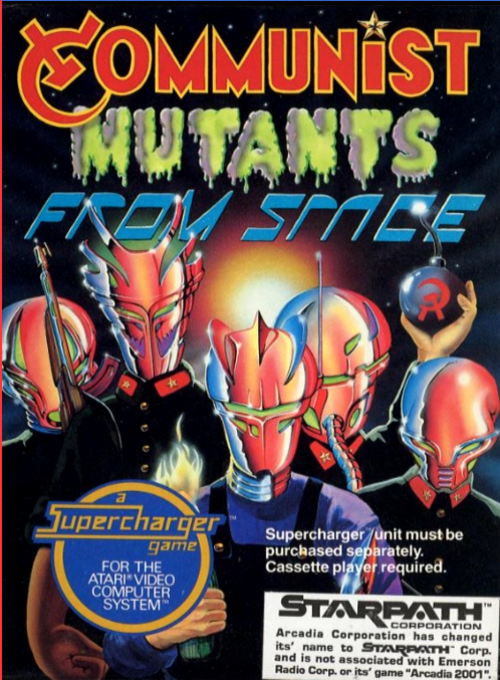 COMMUNIST
MUTANTS
FROM SPACE
a
Supercharger™
game
FOR THE
ATARI® VIDEO
COMPUTER
SYSTEM™
Supercharger unit must be
purchased separately.
Cassette player required.
STARPATH™
CORPORATION
Arcadia Corporation has changed
its' name to STARPATH™ Corp.
and is not associated with Emerson
Radio Corp. or its' game "Arcadia 2001".